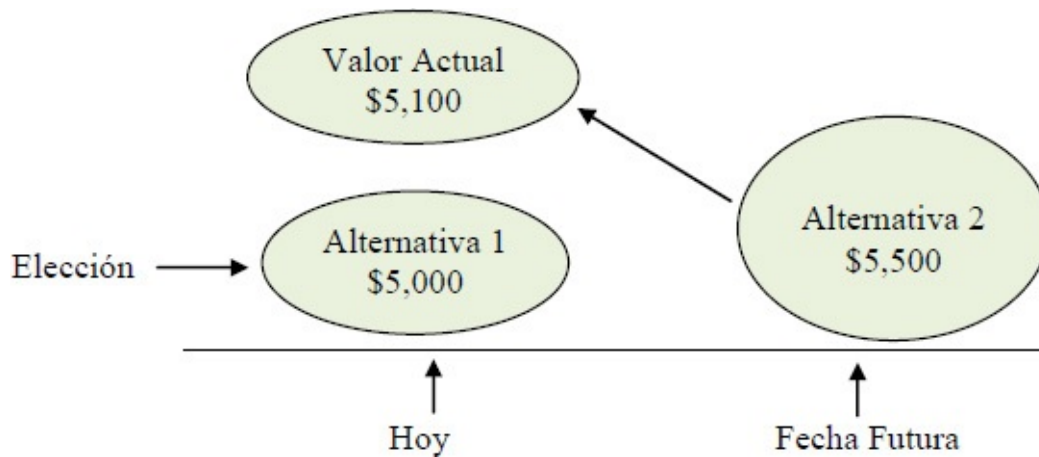 Valor Actual
$5,100
Alternativa 1
$5,000
Alternativa 2
$5,500
Elección
Hoy
Fecha Futura